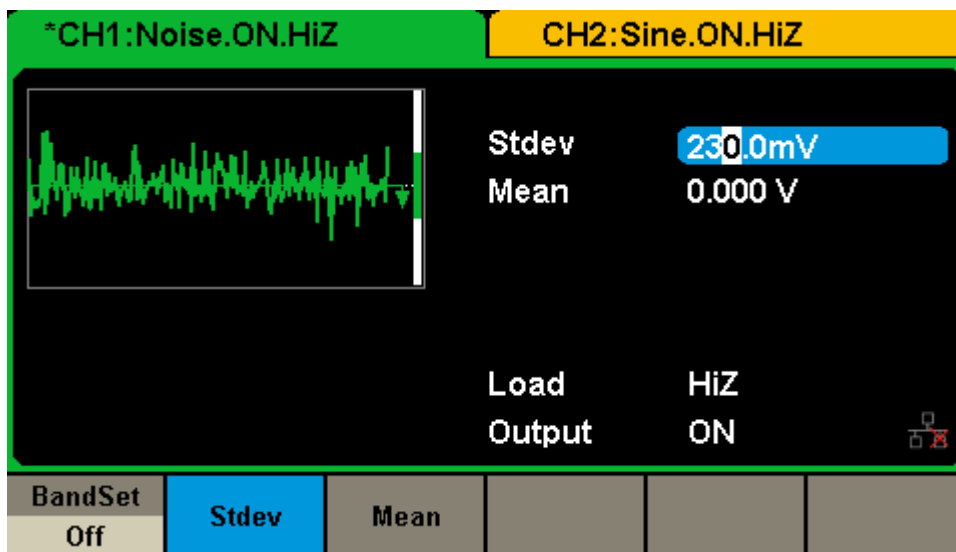 *CH1:Noise.ON.HiZ
CH2:Sine.ON.HiZ
Stdev 230.0mV
Mean 0.000 V
Load HiZ
Output ON
BandSet
Off
Stdev
Mean